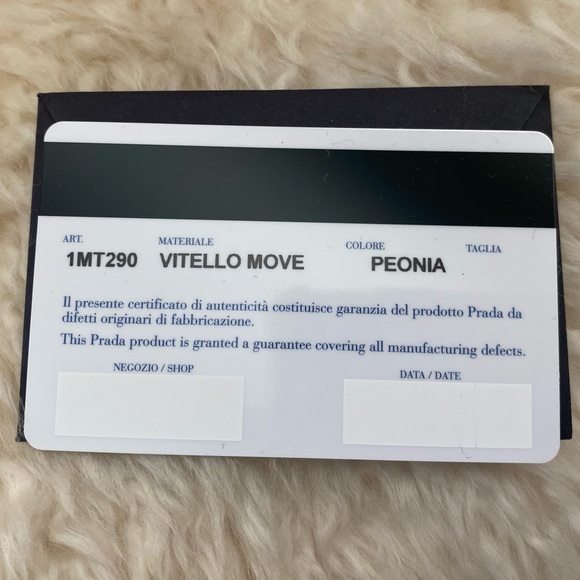 ART. MATERIALE COLORE TAGLIA
1MT290 VITELLO MOVE PEONIA
Il presente certificato di autenticità costituisce garanzia del prodotto Prada da
difetti originari di fabbricazione.
This Prada product is granted a guarantee covering all manufacturing defects.
NEGOZIO / SHOP DATA / DATE